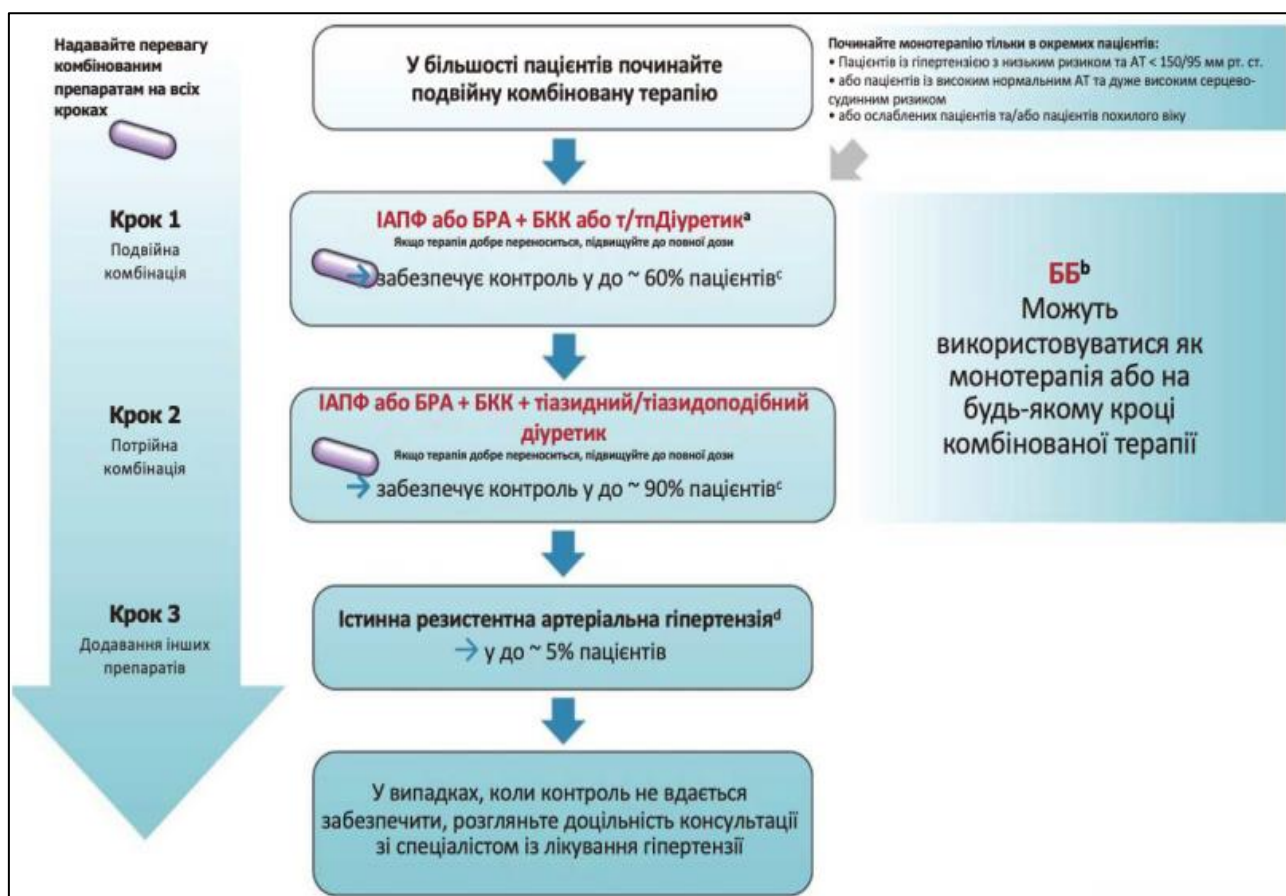 Надавайте перевагу
комбінованим
препаратам на всіх
кроках
Крок 1
Подвійна
комбінація
Крок 2
Потрійна
комбінація
Крок 3
Додавання інших
препаратів
У більшості пацієнтів починайте
подвійну комбіновану терапію
Починайте монотерапію тільки в окремих пацієнтів:
• Пацієнтів із гіпертензією з низьким ризиком та АТ < 150/95 мм рт. ст.
• або пацієнтів із високим нормальним АТ та дуже високим серцево-
судинним ризиком
• або ослаблених пацієнтів та/або пацієнтів похилого віку
ІАПФ або БРА + БКК або т/тпДіуретикᵃ
Якщо терапія добре переноситься, підвищуйте до повної дози
→ забезпечує контроль у до ~ 60% пацієнтівᶜ
ІАПФ або БРА + БКК + тіазидний/тіазидоподібний
діуретик
Якщо терапія добре переноситься, підвищуйте до повної дози
→ забезпечує контроль у до ~ 90% пацієнтівᶜ
Істинна резистентна артеріальна гіпертензіяᵈ
→ у до ~ 5% пацієнтів
У випадках, коли контроль не вдається
забезпечити, розгляньте доцільність консультації
зі спеціалістом із лікування гіпертензії
ББᵇ
Можуть
використовуватися як
монотерапія або на
будь-якому кроці
комбінованої терапії